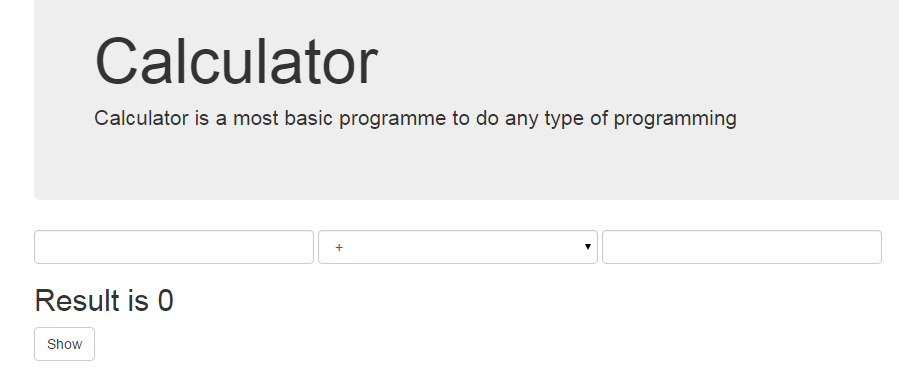 Calculator
Calculator is a most basic programme to do any type of programming
+
Result is 0
Show